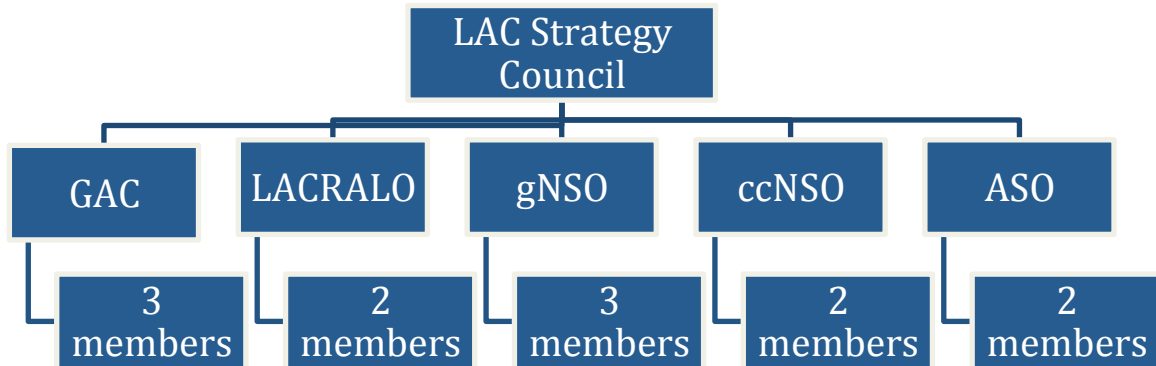 LAC Strategy
Council
GAC
LACRALO
gNSO
ccNSO
ASO
3
members
2
members
3
members
2
members
2
members